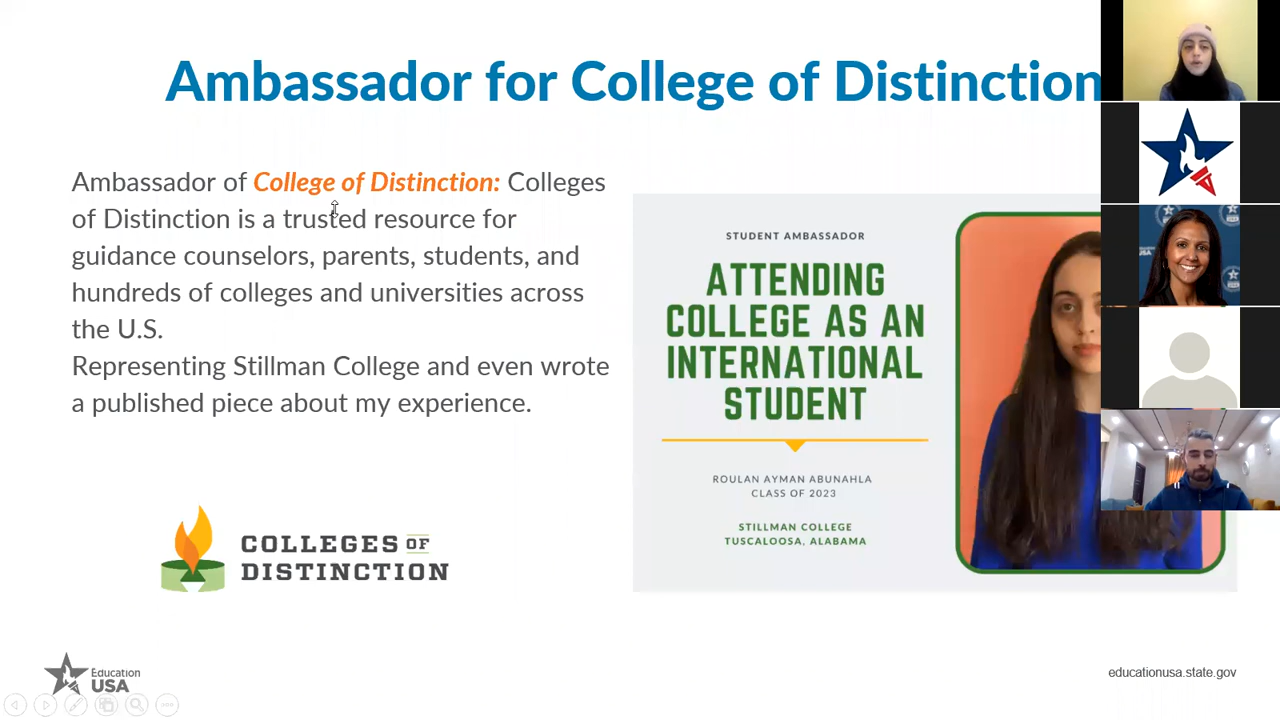 Ambassador for College of Distinction
Ambassador of College of Distinction: Colleges
of Distinction is a trusted resource for
guidance counselors, parents, students, and
hundreds of colleges and universities across
the U.S.
Representing Stillman College and even wrote
a published piece about my experience.
COLLEGES OF
DISTINCTION
STUDENT AMBASSADOR
ATTENDING
COLLEGE AS AN
INTERNATIONAL
STUDENT
ROULAN AYMAN ABUNAHLA
CLASS OF 2023
STILLMAN COLLEGE
TUSCALOOSA, ALABAMA
Education
USA
educationusa.state.gov